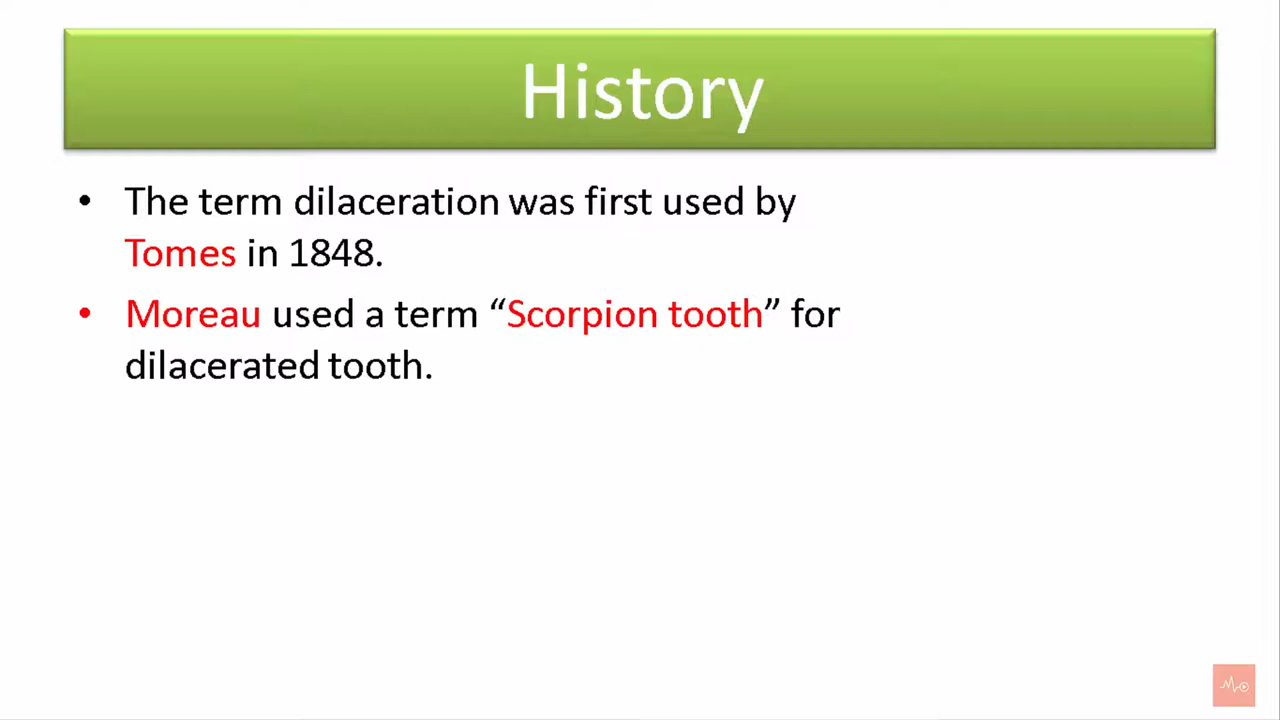 History
• The term dilaceration was first used by
Tomes in 1848.
• Moreau used a term “Scorpion tooth” for
dilacerated tooth.